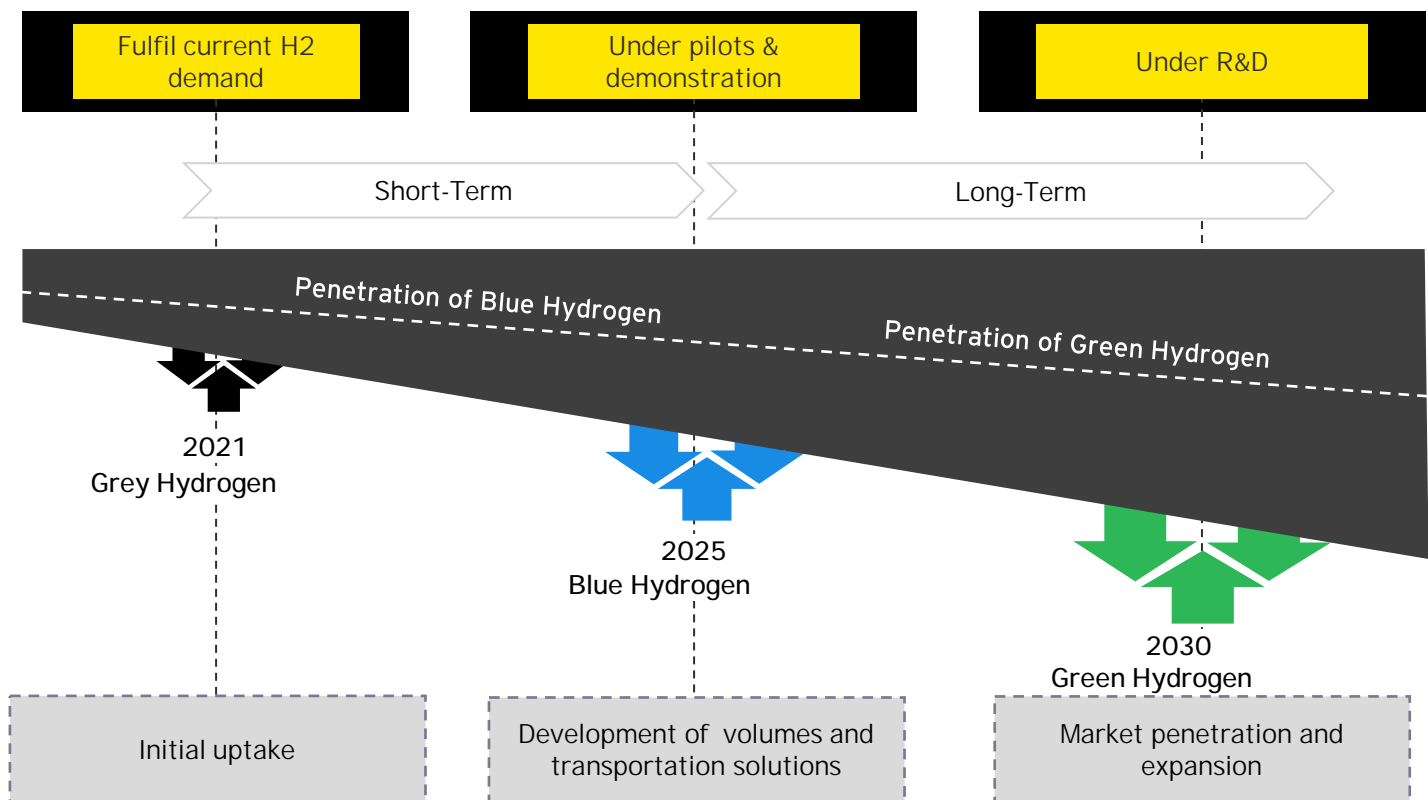 Fulfil current H2
demand
Under pilots &
demonstration
Under R&D
Short-Term
Long-Term
Penetration of Blue Hydrogen
Penetration of Green Hydrogen
2021
Grey Hydrogen
2025
Blue Hydrogen
2030
Green Hydrogen
Initial uptake
Development of volumes and
transportation solutions
Market penetration and
expansion